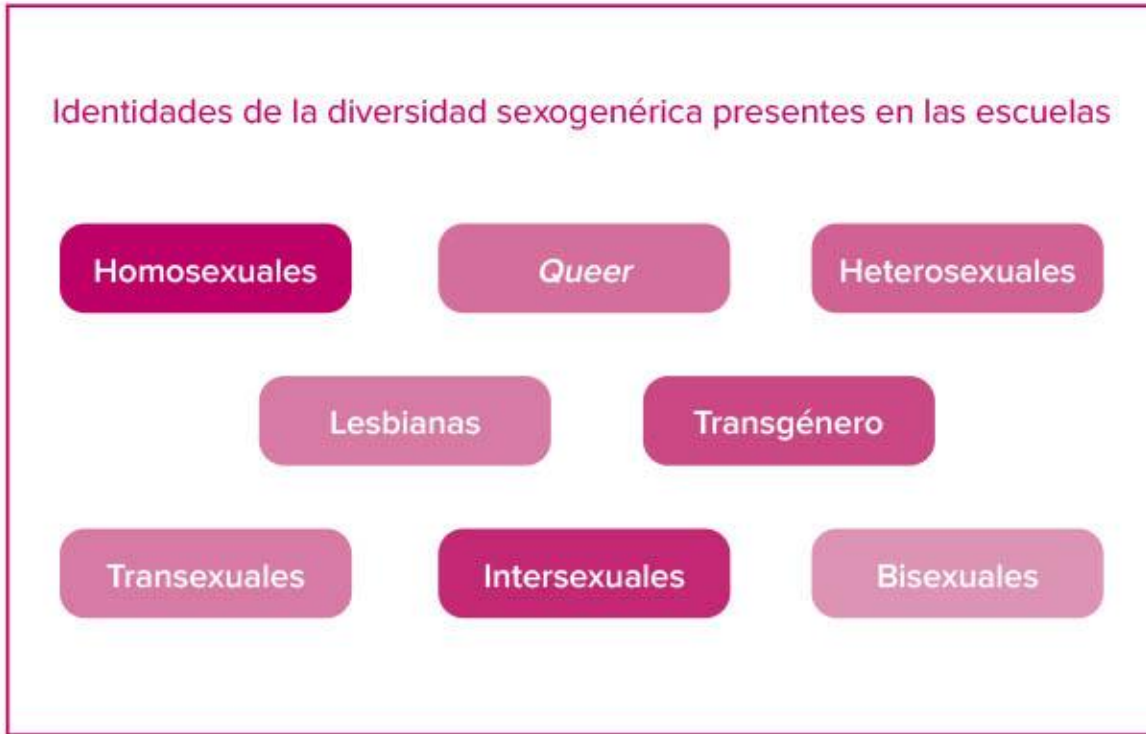 Identidades de la diversidad sexogenérica presentes en las escuelas
Homosexuales
Queer
Heterosexuales
Lesbianas
Transgénero
Transexuales
Intersexuales
Bisexuales